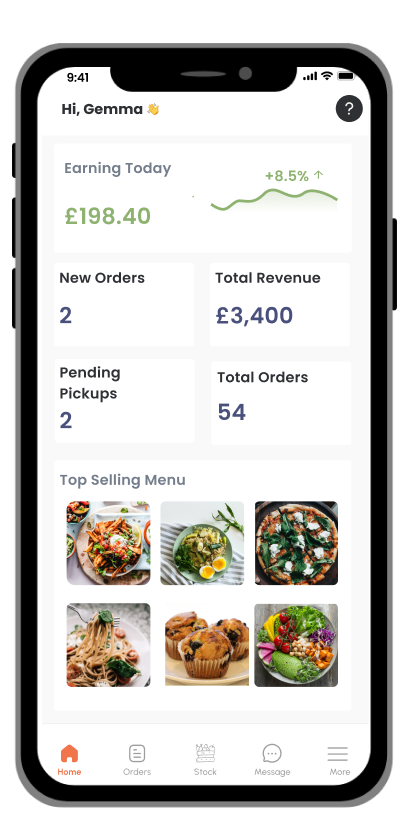 9:41
Hi, Gemma 👋
?
Earning Today
+8.5% ↑
£198.40
New Orders
2
Total Revenue
£3,400
Pending
Pickups
2
Total Orders
54
Top Selling Menu
Home
Orders
Stock
Message
More